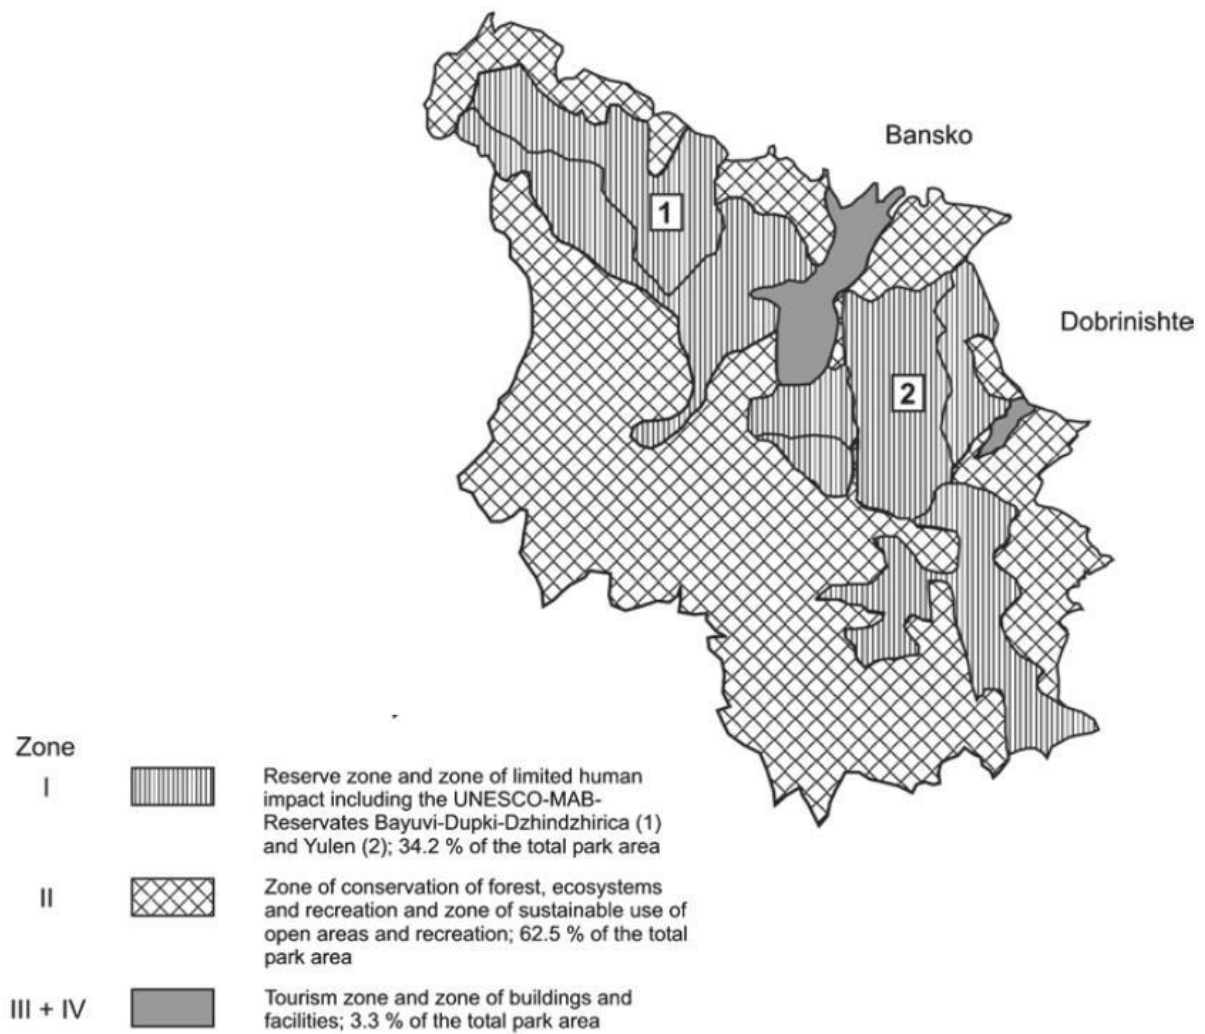 Bansko
Dobrinishte
1
2
Zone
I
Reserve zone and zone of limited human
impact including the UNESCO-MAB-
Reservates Bayuvi-Dupki-Dzhindzhirica (1)
and Yulen (2); 34.2 % of the total park area
II
Zone of conservation of forest, ecosystems
and recreation and zone of sustainable use of
open areas and recreation; 62.5 % of the total
park area
III + IV
Tourism zone and zone of buildings and
facilities; 3.3 % of the total park area